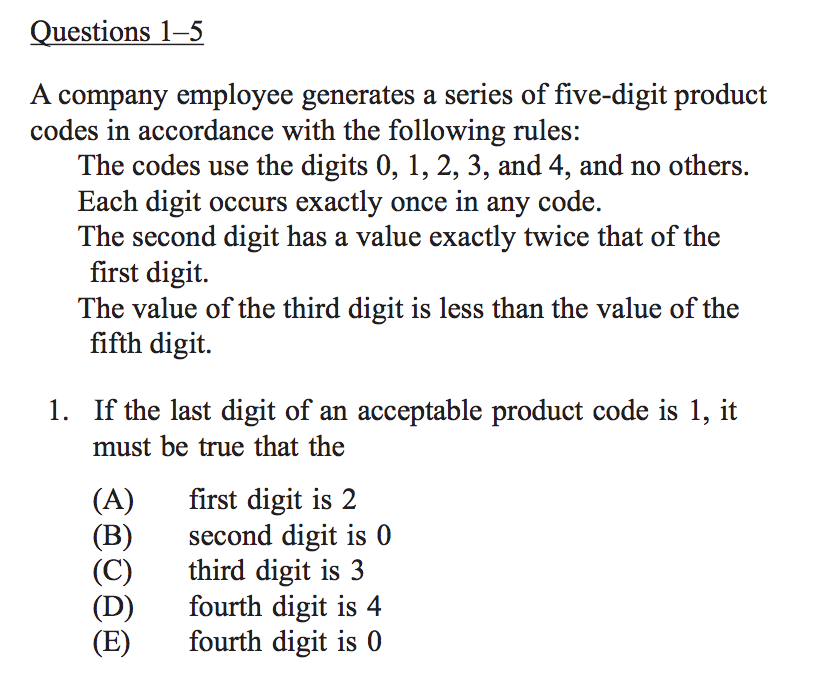 Questions 1–5
A company employee generates a series of five-digit product
codes in accordance with the following rules:
The codes use the digits 0, 1, 2, 3, and 4, and no others.
Each digit occurs exactly once in any code.
The second digit has a value exactly twice that of the
first digit.
The value of the third digit is less than the value of the
fifth digit.
1. If the last digit of an acceptable product code is 1, it
must be true that the
(A) first digit is 2
(B) second digit is 0
(C) third digit is 3
(D) fourth digit is 4
(E) fourth digit is 0